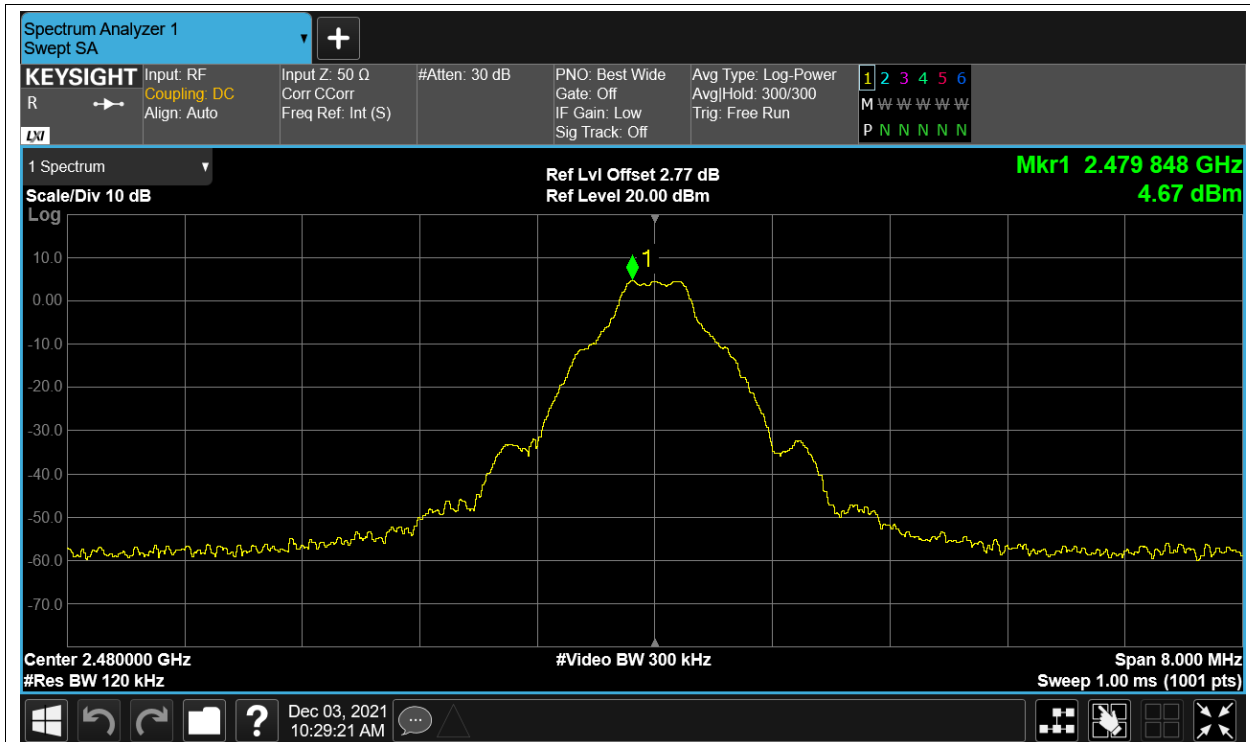 Spectrum Analyzer 1
Swept SA
+
KEYSIGHT
R
LXI
Input: RF
Coupling: DC
Align: Auto
Input Z: 50 Ω
Corr CCorr
Freq Ref: Int (S)
#Atten: 30 dB
PNO: Best Wide
Gate: Off
IF Gain: Low
Sig Track: Off
Avg Type: Log-Power
Avg|Hold: 300/300
Trig: Free Run
1 2 3 4 5 6
M W W W W W
P N N N N N
1 Spectrum
Scale/Div 10 dB
Log
Ref Lvl Offset 2.77 dB
Ref Level 20.00 dBm
Mkr1 2.479 848 GHz
4.67 dBm
1
10.0
0.00
-10.0
-20.0
-30.0
-40.0
-50.0
-60.0
-70.0
Center 2.480000 GHz
#Res BW 120 kHz
#Video BW 300 kHz
Span 8.000 MHz
Sweep 1.00 ms (1001 pts)
?
Dec 03, 2021
10:29:21 AM